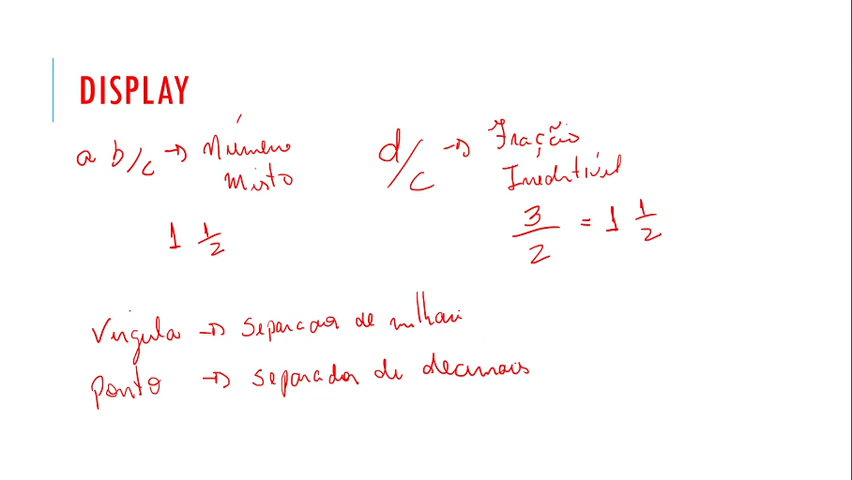 DISPLAY
a b/c → Número Misto
1 1/2
d/c → Fração Irredutível
3/2 = 1 1/2
Vírgula → Separador de milhar
Ponto → Separador de decimais